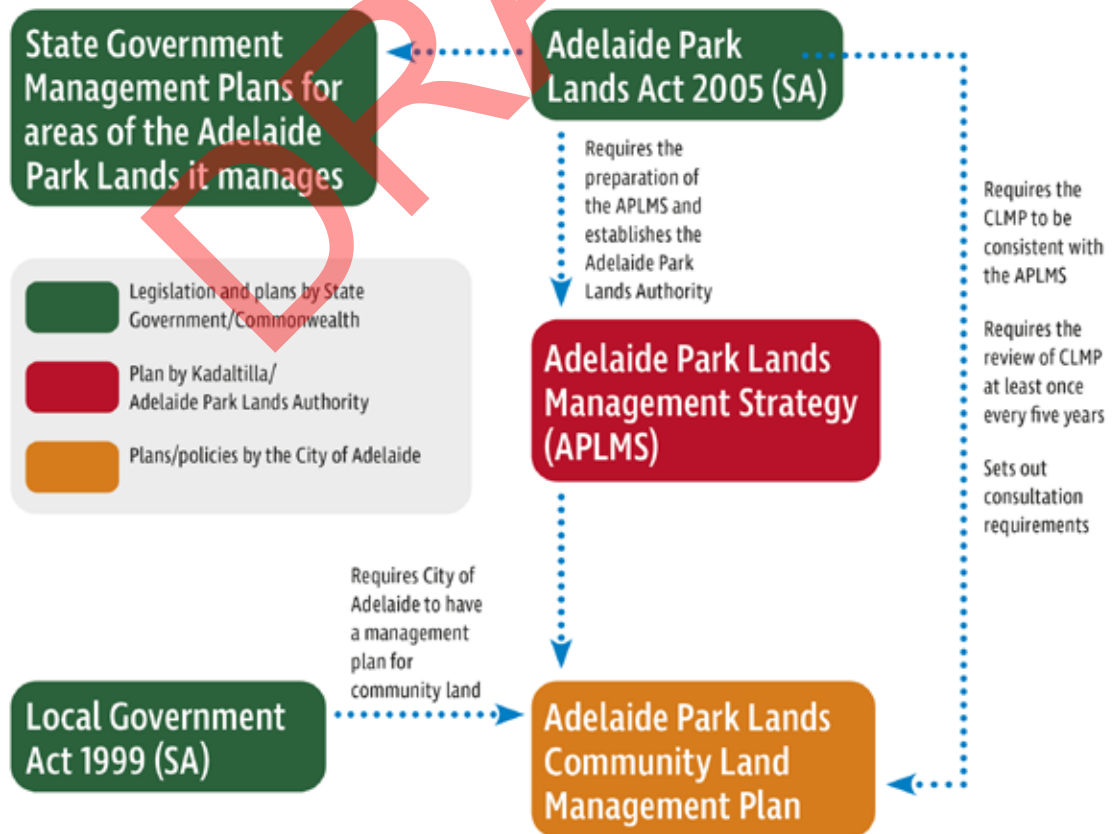 State Government
Management Plans for
areas of the Adelaide
Park Lands it manages
Adelaide Park
Lands Act 2005 (SA)
Requires the
preparation of
the APLMS and
establishes the
Adelaide Park
Lands Authority
Requires the
CLMP to be
consistent with
the APLMS
Requires the
review of CLMP
at least once
every five years
Sets out
consultation
requirements
Legislation and plans by State
Government/Commonwealth
Plan by Kadaltilla/
Adelaide Park Lands Authority
Plans/policies by the City of Adelaide
Adelaide Park Lands
Management Strategy
(APLMS)
Requires City of
Adelaide to have
a management
plan for
community land
Local Government
Act 1999 (SA)
Adelaide Park Lands
Community Land
Management Plan